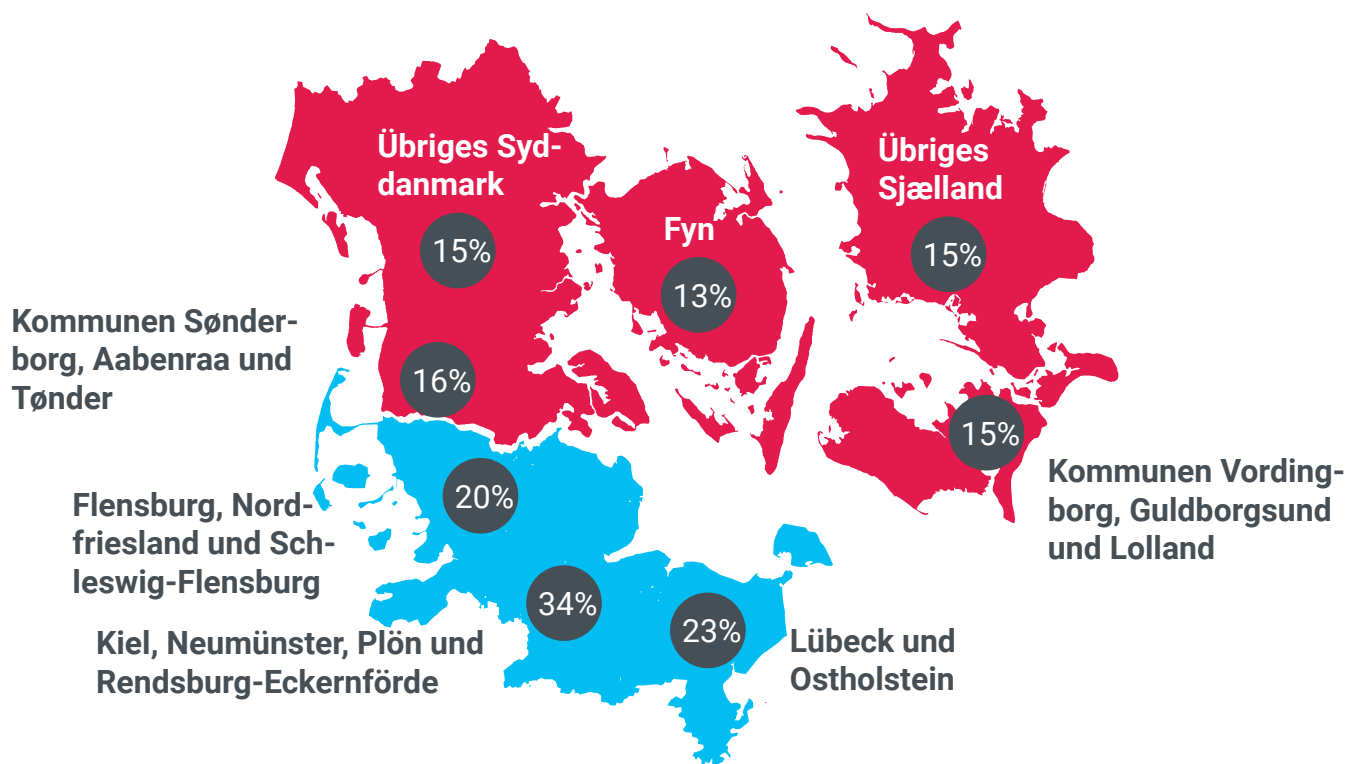 Übriges Syd-
danmark
15%
Fyn
13%
Übriges
Sjælland
15%
Kommunen Sønder-
borg, Aabenraa und
Tønder
16%
15%
Kommunen Vording-
borg, Guldborgsund
und Lolland
20%
Flensburg, Nord-
friesland und Sch-
leswig-Flensburg
34%
Kiel, Neumünster, Plön und
Rendsburg-Eckernförde
23%
Lübeck und
Ostholstein